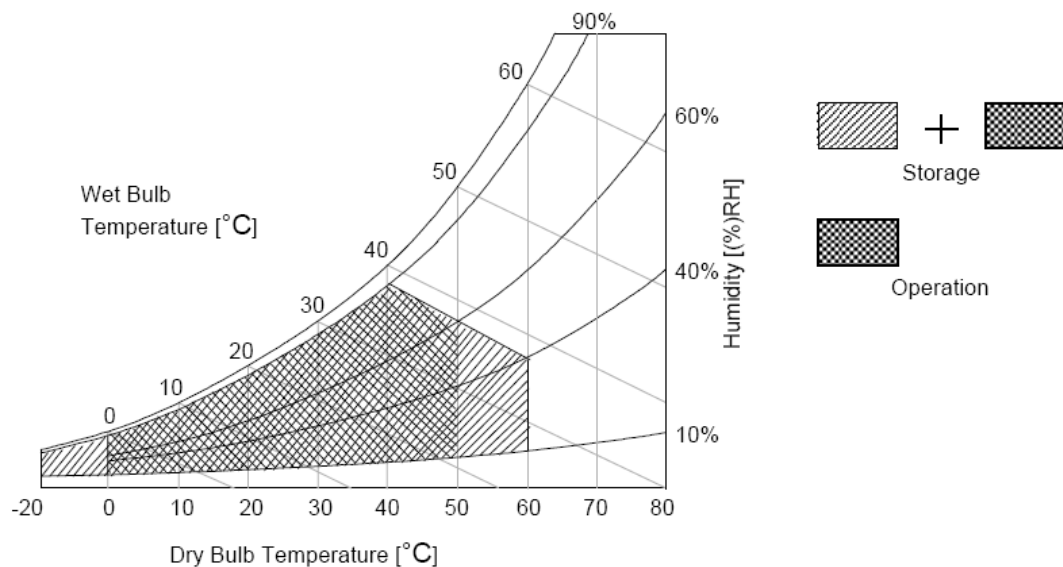 90%
60
60%
50
Wet Bulb
Temperature [°C]
40
40%
Humidity [(%)RH]
30
20
10
0
10%
-20 0 10 20 30 40 50 60 70 80
Dry Bulb Temperature [°C]
+
Storage
Operation